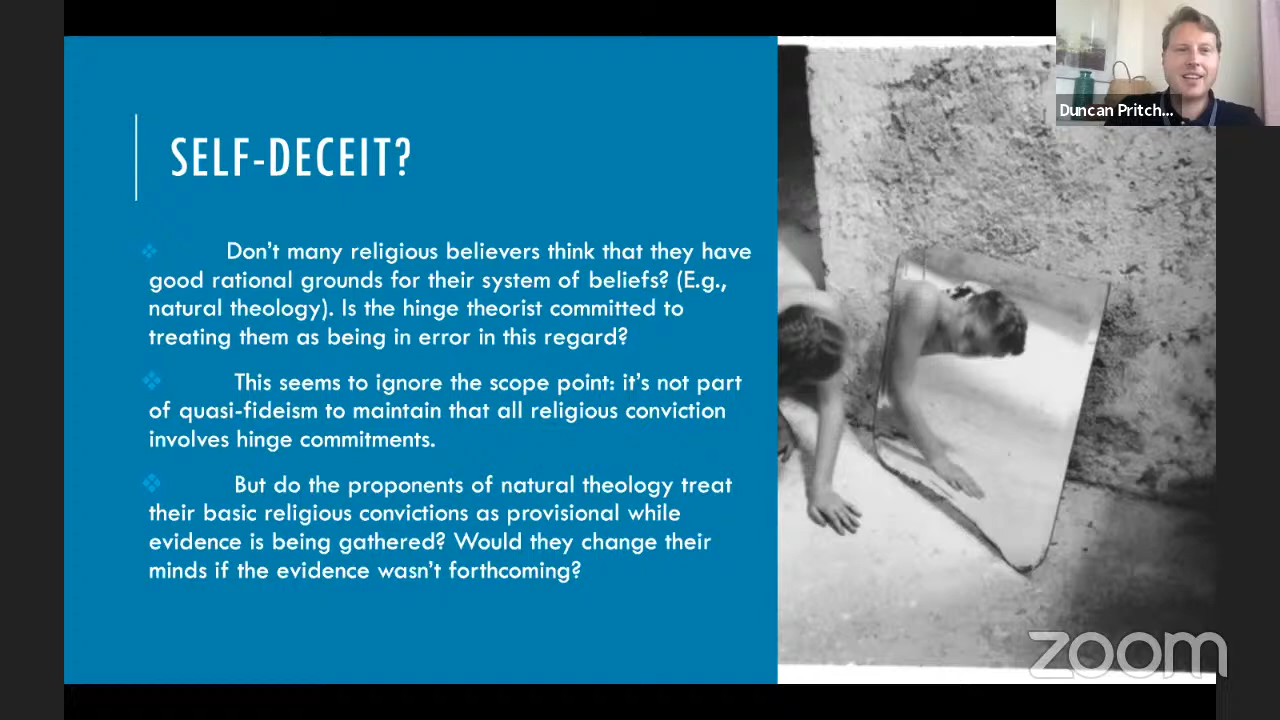 SELF-DECEIT?
Don't many religious believers think that they have
good rational grounds for their system of beliefs? (E.g.,
natural theology). Is the hinge theorist committed to
treating them as being in error in this regard?
This seems to ignore the scope point: it's not part
of quasi-fideism to maintain that all religious conviction
involves hinge commitments.
But do the proponents of natural theology treat
their basic religious convictions as provisional while
evidence is being gathered? Would they change their
minds if the evidence wasn't forthcoming?
Duncan Pritch...
zoom